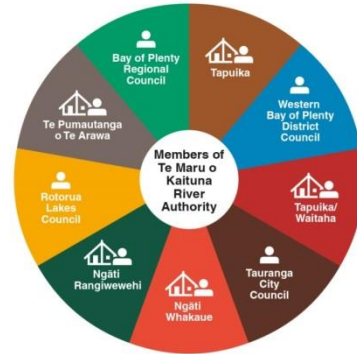 Members of
Te Maru o
Kaituna
River
Authority
Tapuika
Western
Bay of Plenty
District
Council
Tapuika/
Waitaha
Tauranga
City
Council
Ngāti
Whakaue
Ngāti
Rangiwewehi
Rotorua
Lakes
Council
Te Pumautanga
o Te Arawa
Bay of Plenty
Regional
Council